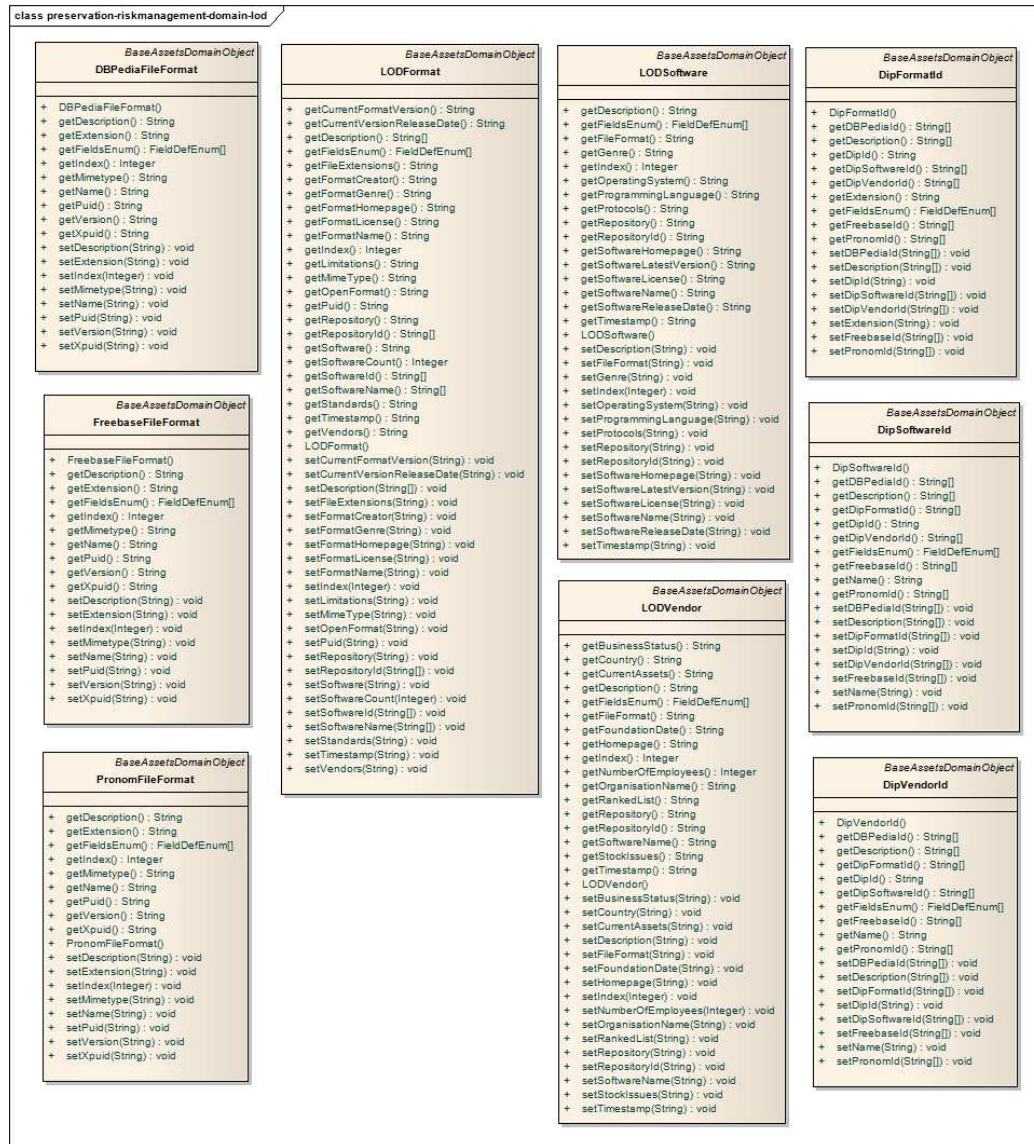 class preservation-riskmanagement-domain-lod
BaseAssetsDomainObject
DBPediaFileFormat
+ DBPediaFileFormat()
+ getDescription() : String
+ getExtension() : String
+ getFieldsEnum() : FieldDefEnum[]
+ getIndex() : Integer
+ getMimetype() : String
+ getName() : String
+ getPuid() : String
+ getVersion() : String
+ getXpuid() : String
+ setDescription(String) : void
+ setExtension(String) : void
+ setIndex(Integer) : void
+ setMimetype(String) : void
+ setName(String) : void
+ setPuid(String) : void
+ setVersion(String) : void
+ setXpuid(String) : void
BaseAssetsDomainObject
FreebaseFileFormat
+ FreebaseFileFormat()
+ getDescription() : String
+ getExtension() : String
+ getFieldsEnum() : FieldDefEnum[]
+ getIndex() : Integer
+ getMimetype() : String
+ getName() : String
+ getPuid() : String
+ getVersion() : String
+ getXpuid() : String
+ setDescription(String) : void
+ setExtension(String) : void
+ setIndex(Integer) : void
+ setMimetype(String) : void
+ setName(String) : void
+ setPuid(String) : void
+ setVersion(String) : void
+ setXpuid(String) : void
BaseAssetsDomainObject
PronomFileFormat
+ getDescription() : String
+ getExtension() : String
+ getFieldsEnum() : FieldDefEnum[]
+ getIndex() : Integer
+ getMimetype() : String
+ getName() : String
+ getPuid() : String
+ getVersion() : String
+ getXpuid() : String
+ PronomFileFormat()
+ setDescription(String) : void
+ setExtension(String) : void
+ setIndex(Integer) : void
+ setMimetype(String) : void
+ setName(String) : void
+ setPuid(String) : void
+ setVersion(String) : void
+ setXpuid(String) : void
BaseAssetsDomainObject
LODFormat
+ getCurrentFormatVersion() : String
+ getCurrentVersionReleaseDate() : String
+ getDescription() : String[]
+ getFieldsEnum() : FieldDefEnum[]
+ getFileExtensions() : String
+ getFormatCreator() : String
+ getFormatGenre() : String
+ getFormatHomepage() : String
+ getFormatLicense() : String
+ getFormatName() : String
+ getIndex() : Integer
+ getLimitations() : String
+ getMimeType() : String
+ getOpenFormat() : String
+ getPuid() : String
+ getRepository() : String
+ getRepositoryId() : String[]
+ getSoftware() : String
+ getSoftwareCount() : Integer
+ getSoftwareId() : String[]
+ getSoftwareName() : String[]
+ getStandards() : String
+ getTimestamp() : String
+ getVendors() : String
+ LODFormat()
+ setCurrentFormatVersion(String) : void
+ setCurrentVersionReleaseDate(String) : void
+ setDescription(String[]) : void
+ setFileExtensions(String) : void
+ setFormatCreator(String) : void
+ setFormatGenre(String) : void
+ setFormatHomepage(String) : void
+ setFormatLicense(String) : void
+ setFormatName(String) : void
+ setIndex(Integer) : void
+ setLimitations(String) : void
+ setMimeType(String) : void
+ setOpenFormat(String) : void
+ setPuid(String) : void
+ setRepository(String) : void
+ setRepositoryId(String[]) : void
+ setSoftware(String) : void
+ setSoftwareCount(Integer) : void
+ setSoftwareId(String[]) : void
+ setSoftwareName(String[]) : void
+ setStandards(String) : void
+ setTimestamp(String) : void
+ setVendors(String) : void
BaseAssetsDomainObject
LODSoftware
+ getDescription() : String
+ getFieldsEnum() : FieldDefEnum[]
+ getFileFormat() : String
+ getGenre() : String
+ getIndex() : Integer
+ getOperatingSystem() : String
+ getProgrammingLanguage() : String
+ getProtocols() : String
+ getRepository() : String
+ getRepositoryId() : String
+ getSoftwareHomepage() : String
+ getSoftwareLatestVersion() : String
+ getSoftwareLicense() : String
+ getSoftwareName() : String
+ getSoftwareReleaseDate() : String
+ getTimestamp() : String
+ LODSoftware()
+ setDescription(String) : void
+ setFileFormat(String) : void
+ setGenre(String) : void
+ setIndex(Integer) : void
+ setOperatingSystem(String) : void
+ setProgrammingLanguage(String) : void
+ setProtocols(String) : void
+ setRepository(String) : void
+ setRepositoryId(String) : void
+ setSoftwareHomepage(String) : void
+ setSoftwareLatestVersion(String) : void
+ setSoftwareLicense(String) : void
+ setSoftwareName(String) : void
+ setSoftwareReleaseDate(String) : void
+ setTimestamp(String) : void
BaseAssetsDomainObject
LODVendor
+ getBusinessStatus() : String
+ getCountry() : String
+ getCurrentAssets() : String
+ getDescription() : String
+ getFieldsEnum() : FieldDefEnum[]
+ getFileFormat() : String
+ getFoundationDate() : String
+ getHomepage() : String
+ getIndex() : Integer
+ getNumberOfEmployees() : Integer
+ getOrganisationName() : String
+ getRankedList() : String
+ getRepository() : String
+ getRepositoryId() : String
+ getSoftwareName() : String
+ getStockIssues() : String
+ getTimestamp() : String
+ LODVendor()
+ setBusinessStatus(String) : void
+ setCountry(String) : void
+ setCurrentAssets(String) : void
+ setDescription(String) : void
+ setFileFormat(String) : void
+ setFoundationDate(String) : void
+ setHomepage(String) : void
+ setIndex(Integer) : void
+ setNumberOfEmployees(Integer) : void
+ setOrganisationName(String) : void
+ setRankedList(String) : void
+ setRepository(String) : void
+ setRepositoryId(String) : void
+ setSoftwareName(String) : void
+ setStockIssues(String) : void
+ setTimestamp(String) : void
BaseAssetsDomainObject
DipFormatId
+ DipFormatId()
+ getDBPediaId() : String[]
+ getDescription() : String[]
+ getDipId() : String
+ getDipSoftwareId() : String[]
+ getDipVendorId() : String[]
+ getExtension() : String
+ getFieldsEnum() : FieldDefEnum[]
+ getFreebaseId() : String[]
+ getPronomId() : String[]
+ setDBPediaId(String[]) : void
+ setDescription(String[]) : void
+ setDipId(String) : void
+ setDipSoftwareId(String[]) : void
+ setDipVendorId(String[]) : void
+ setExtension(String) : void
+ setFreebaseId(String[]) : void
+ setPronomId(String[]) : void
BaseAssetsDomainObject
DipSoftwareId
+ DipSoftwareId()
+ getDBPediaId() : String[]
+ getDescription() : String[]
+ getDipFormatId() : String[]
+ getDipId() : String
+ getDipVendorId() : String[]
+ getFieldsEnum() : FieldDefEnum[]
+ getFreebaseId() : String[]
+ getName() : String
+ getPronomId() : String[]
+ setDBPediaId(String[]) : void
+ setDescription(String[]) : void
+ setDipFormatId(String[]) : void
+ setDipId(String) : void
+ setDipVendorId(String[]) : void
+ setFreebaseId(String[]) : void
+ setName(String) : void
+ setPronomId(String[]) : void
BaseAssetsDomainObject
DipVendorId
+ DipVendorId()
+ getDBPediaId() : String[]
+ getDescription() : String[]
+ getDipFormatId() : String[]
+ getDipId() : String
+ getDipSoftwareId() : String[]
+ getFieldsEnum() : FieldDefEnum[]
+ getFreebaseId() : String[]
+ getName() : String
+ getPronomId() : String[]
+ setDBPediaId(String[]) : void
+ setDescription(String[]) : void
+ setDipFormatId(String[]) : void
+ setDipId(String) : void
+ setDipSoftwareId(String[]) : void
+ setFreebaseId(String[]) : void
+ setName(String) : void
+ setPronomId(String[]) : void